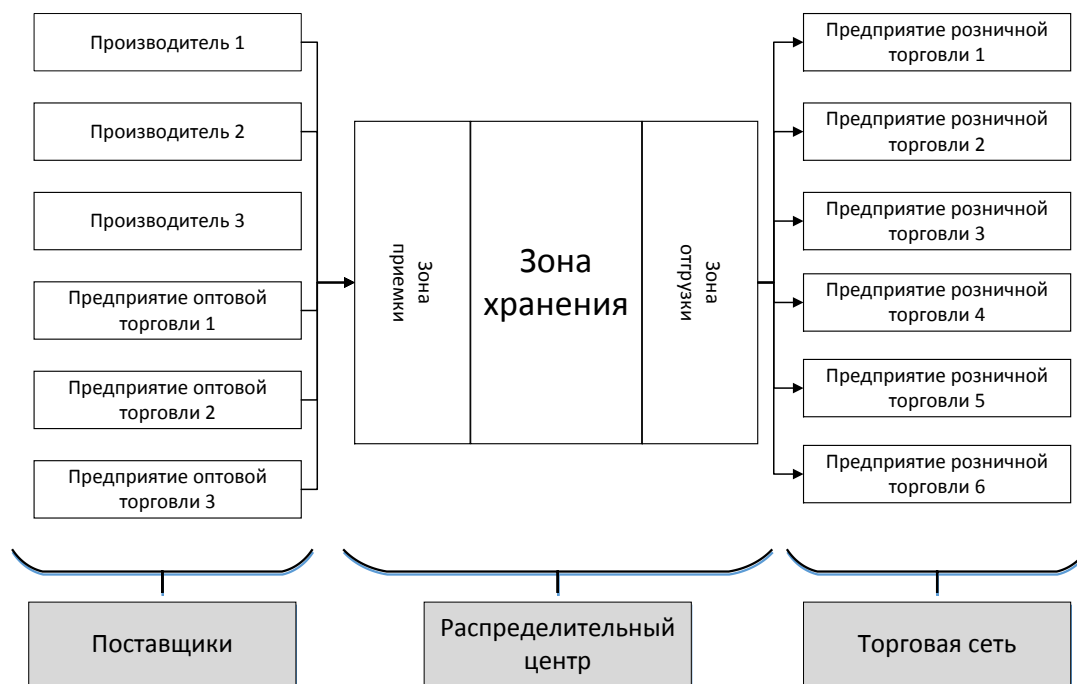 Производитель 1
Производитель 2
Производитель 3
Предприятие оптовой
торговли 1
Предприятие оптовой
торговли 2
Предприятие оптовой
торговли 3
Зона
приемки
Зона
хранения
Зона
отгрузки
Предприятие розничной
торговли 1
Предприятие розничной
торговли 2
Предприятие розничной
торговли 3
Предприятие розничной
торговли 4
Предприятие розничной
торговли 5
Предприятие розничной
торговли 6
Поставщики
Распределительный
центр
Торговая сеть